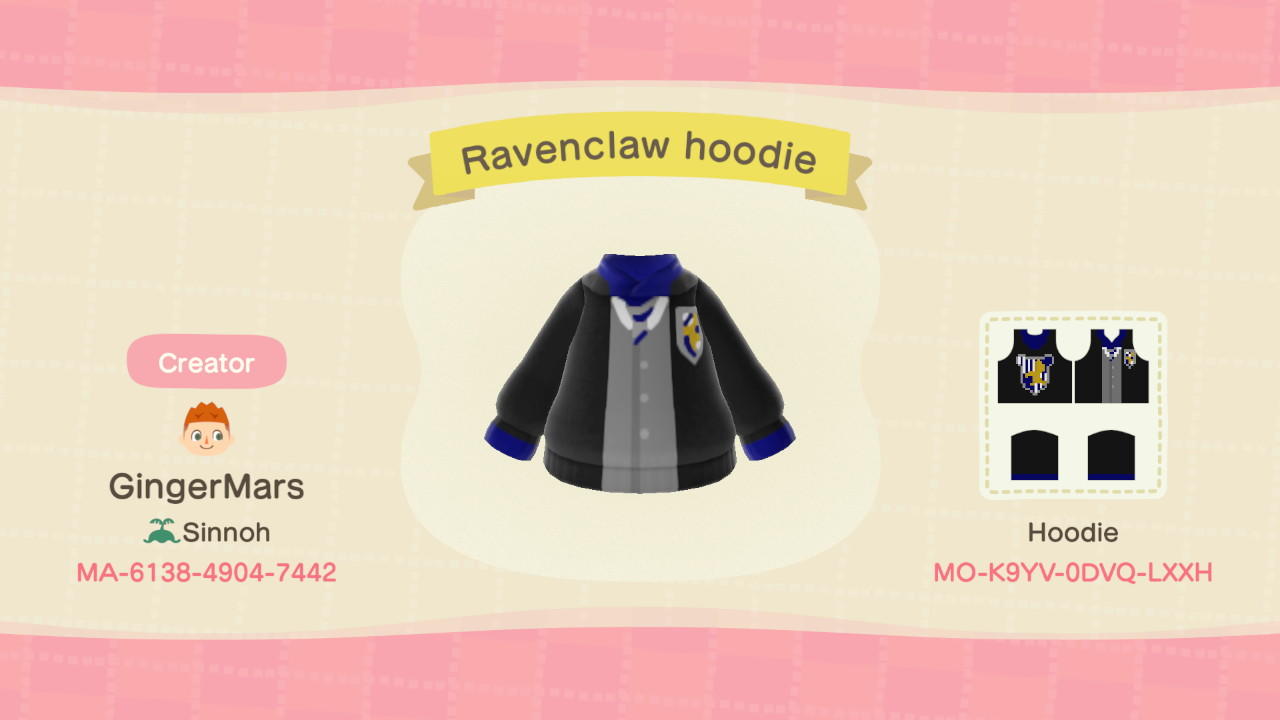 Ravenclaw hoodie
Creator
GingerMars
Sinnoh
MA-6138-4904-7442
Hoodie
MO-K9YV-0DVQ-LXXH